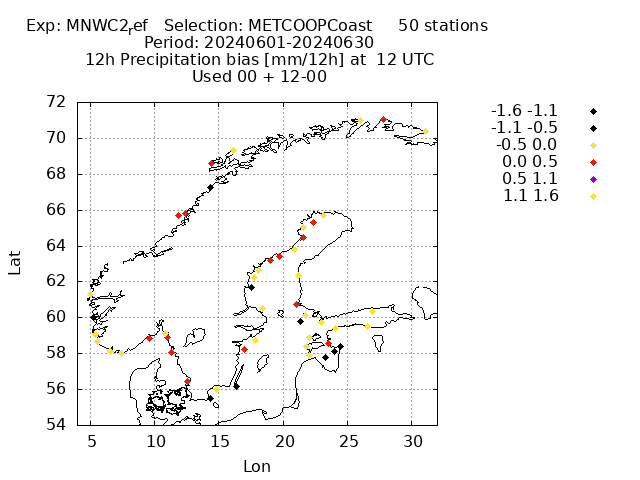 Exp: MNWC2ref Selection: METCOOPCoast 50 stations
Period: 20240601-20240630
12h Precipitation bias [mm/12h] at 12 UTC
Used 00 + 12-00
-1.6 -1.1
-1.1 -0.5
-0.5 0.0
0.0 0.5
0.5 1.1
1.1 1.6
72
70
68
66
64
62
60
58
56
54
Lat
5 10 15 20 25 30
Lon